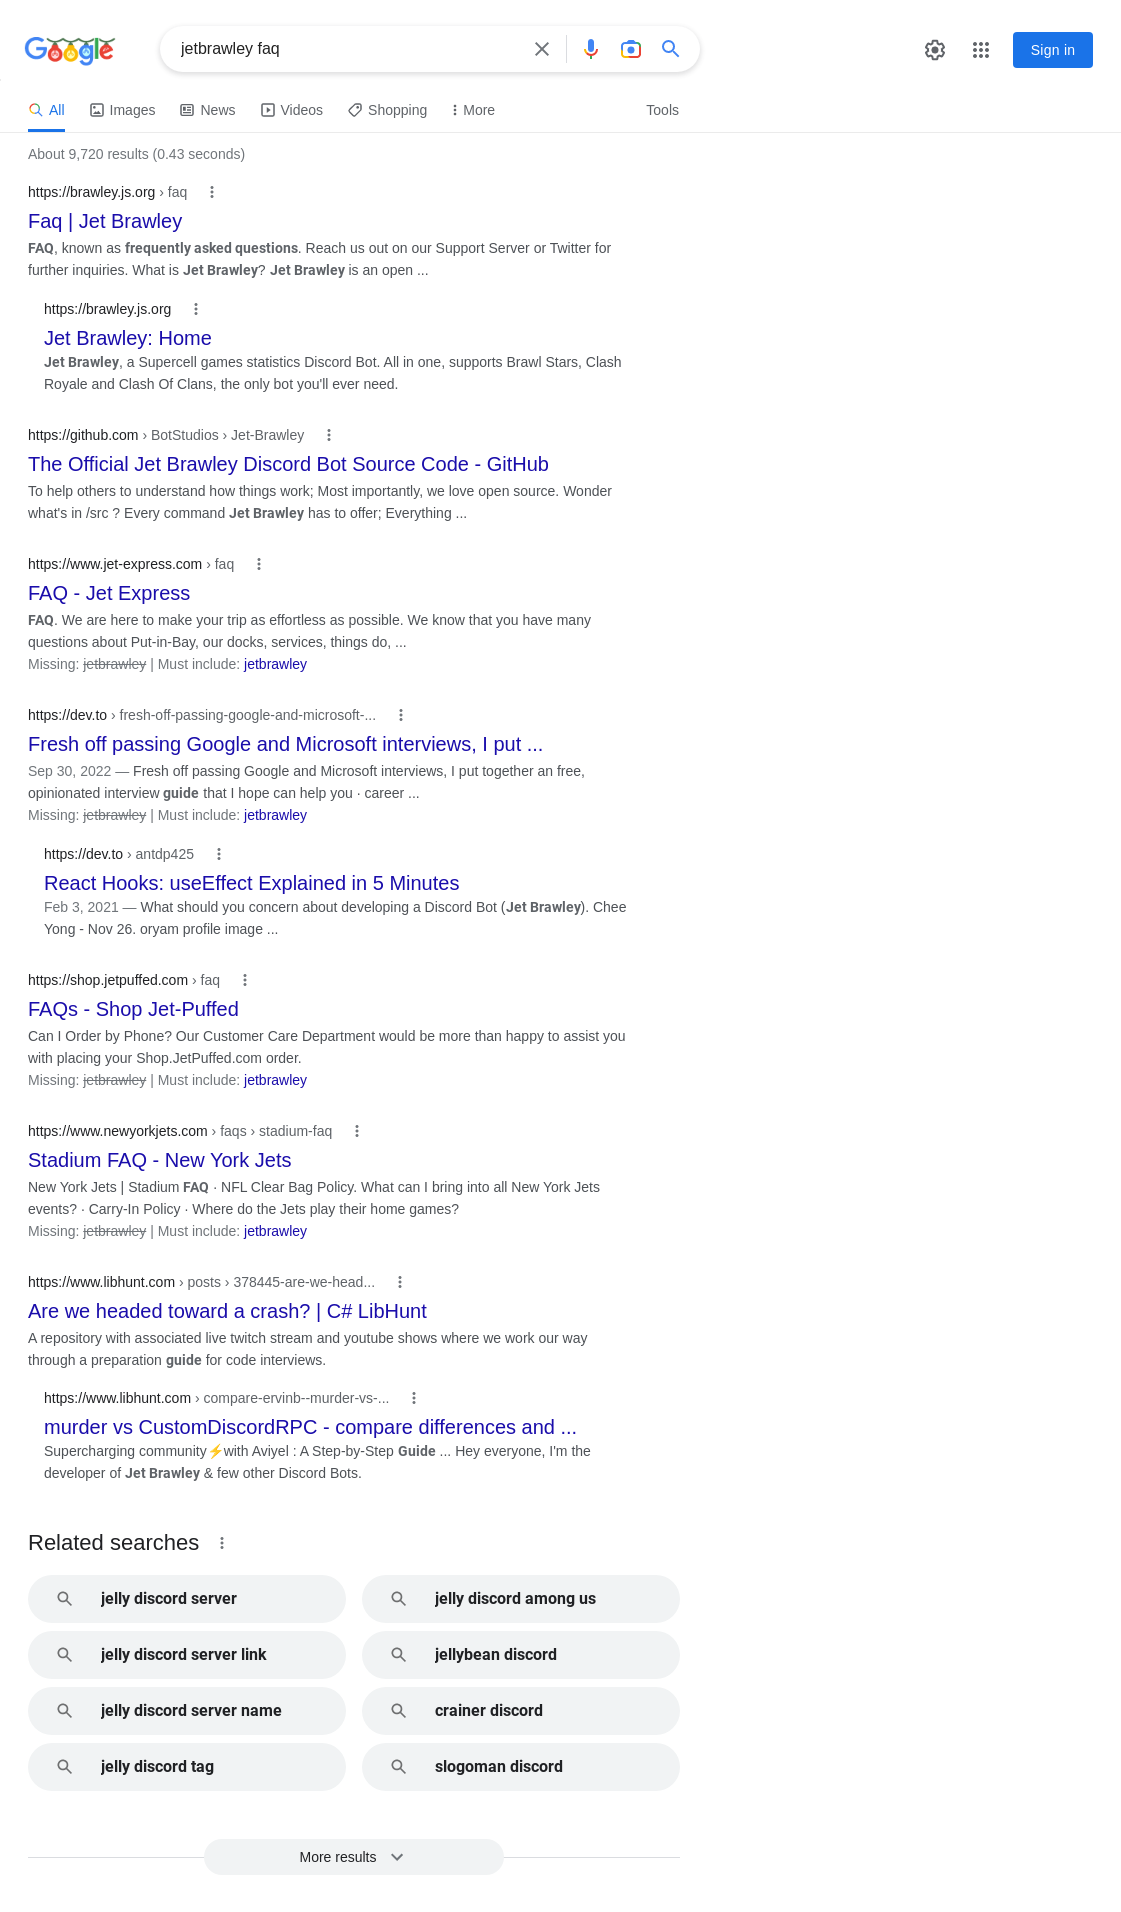 Google
jetbrawley faq
Sign in
All
Images
News
Videos
Shopping
More
Tools
About 9,720 results (0.43 seconds)
https://brawley.js.org › faq
Faq | Jet Brawley
FAQ, known as frequently asked questions. Reach us out on our Support Server or Twitter for
further inquiries. What is Jet Brawley? Jet Brawley is an open ...
https://brawley.js.org
Jet Brawley: Home
Jet Brawley, a Supercell games statistics Discord Bot. All in one, supports Brawl Stars, Clash
Royale and Clash Of Clans, the only bot you'll ever need.
https://github.com › BotStudios › Jet-Brawley
The Official Jet Brawley Discord Bot Source Code - GitHub
To help others to understand how things work; Most importantly, we love open source. Wonder
what's in /src ? Every command Jet Brawley has to offer; Everything ...
https://www.jet-express.com › faq
FAQ - Jet Express
FAQ. We are here to make your trip as effortless as possible. We know that you have many
questions about Put-in-Bay, our docks, services, things do, ...
Missing: jetbrawley | Must include: jetbrawley
https://dev.to › fresh-off-passing-google-and-microsoft-...
Fresh off passing Google and Microsoft interviews, I put ...
Sep 30, 2022 — Fresh off passing Google and Microsoft interviews, I put together an free,
opinionated interview guide that I hope can help you · career ...
Missing: jetbrawley | Must include: jetbrawley
https://dev.to › antdp425
React Hooks: useEffect Explained in 5 Minutes
Feb 3, 2021 — What should you concern about developing a Discord Bot (Jet Brawley). Chee
Yong - Nov 26. oryam profile image ...
https://shop.jetpuffed.com › faq
FAQs - Shop Jet-Puffed
Can I Order by Phone? Our Customer Care Department would be more than happy to assist you
with placing your Shop.JetPuffed.com order.
Missing: jetbrawley | Must include: jetbrawley
https://www.newyorkjets.com › faqs › stadium-faq
Stadium FAQ - New York Jets
New York Jets | Stadium FAQ · NFL Clear Bag Policy. What can I bring into all New York Jets
events? · Carry-In Policy · Where do the Jets play their home games?
Missing: jetbrawley | Must include: jetbrawley
https://www.libhunt.com › posts › 378445-are-we-head...
Are we headed toward a crash? | C# LibHunt
A repository with associated live twitch stream and youtube shows where we work our way
through a preparation guide for code interviews.
https://www.libhunt.com › compare-ervinb--murder-vs-...
murder vs CustomDiscordRPC - compare differences and ...
Supercharging community⚡with Aviyel : A Step-by-Step Guide ... Hey everyone, I'm the
developer of Jet Brawley & few other Discord Bots.
Related searches
jelly discord server
jelly discord among us
jelly discord server link
jellybean discord
jelly discord server name
crainer discord
jelly discord tag
slogoman discord
More results